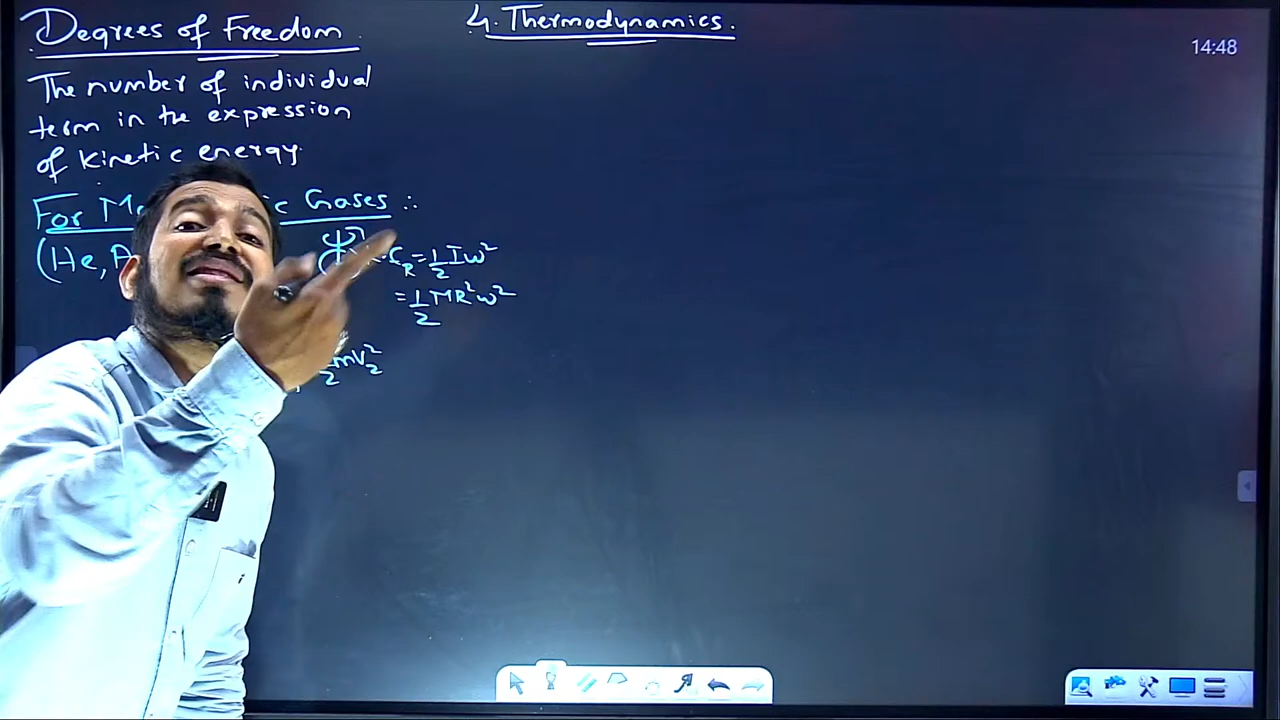 Degrees of Freedom
4. Thermodynamics.
14:48
The number of individual
term in the expression
of kinetic energy
For Gases :
(He,
= 1/2 Iω²
= 1/2 MR²ω²